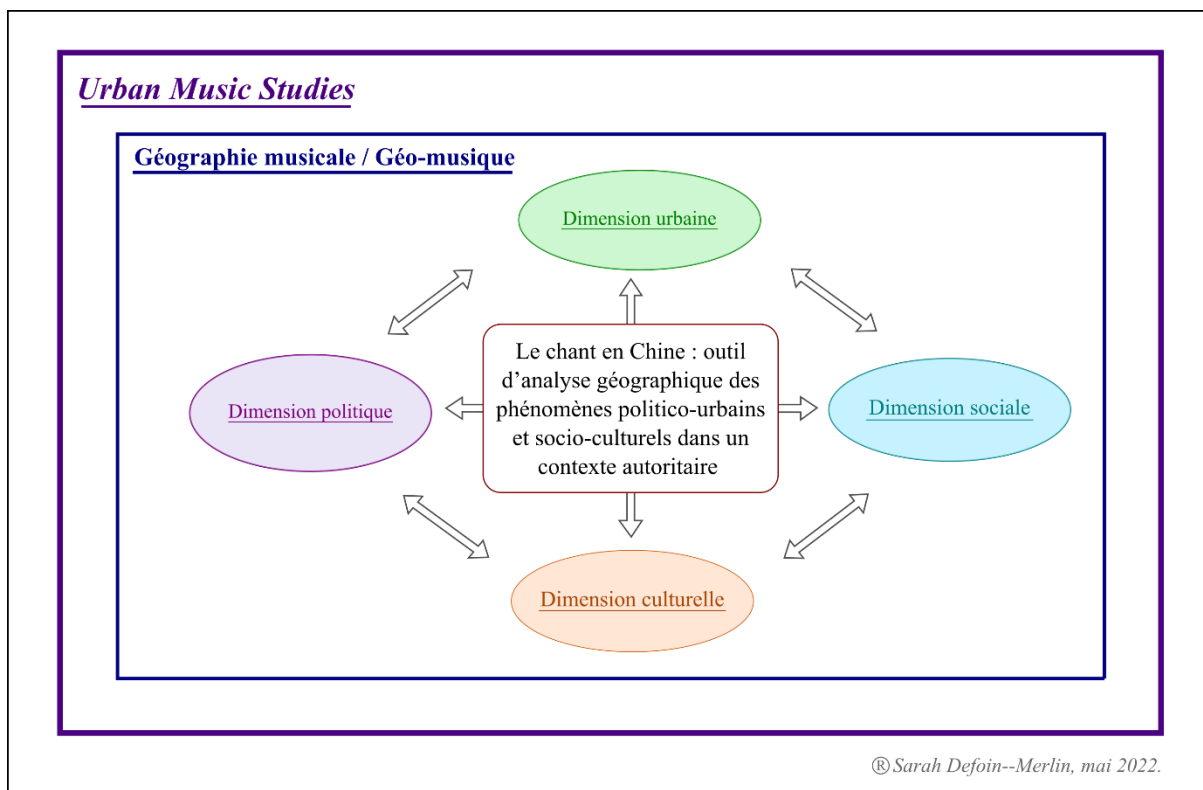 Urban Music Studies
Géographie musicale / Géo-musique
Dimension urbaine
Dimension politique
Le chant en Chine : outil
d’analyse géographique des
phénomènes politico-urbains
et socio-culturels dans un
contexte autoritaire
Dimension sociale
Dimension culturelle
® Sarah Defoin--Merlin, mai 2022.